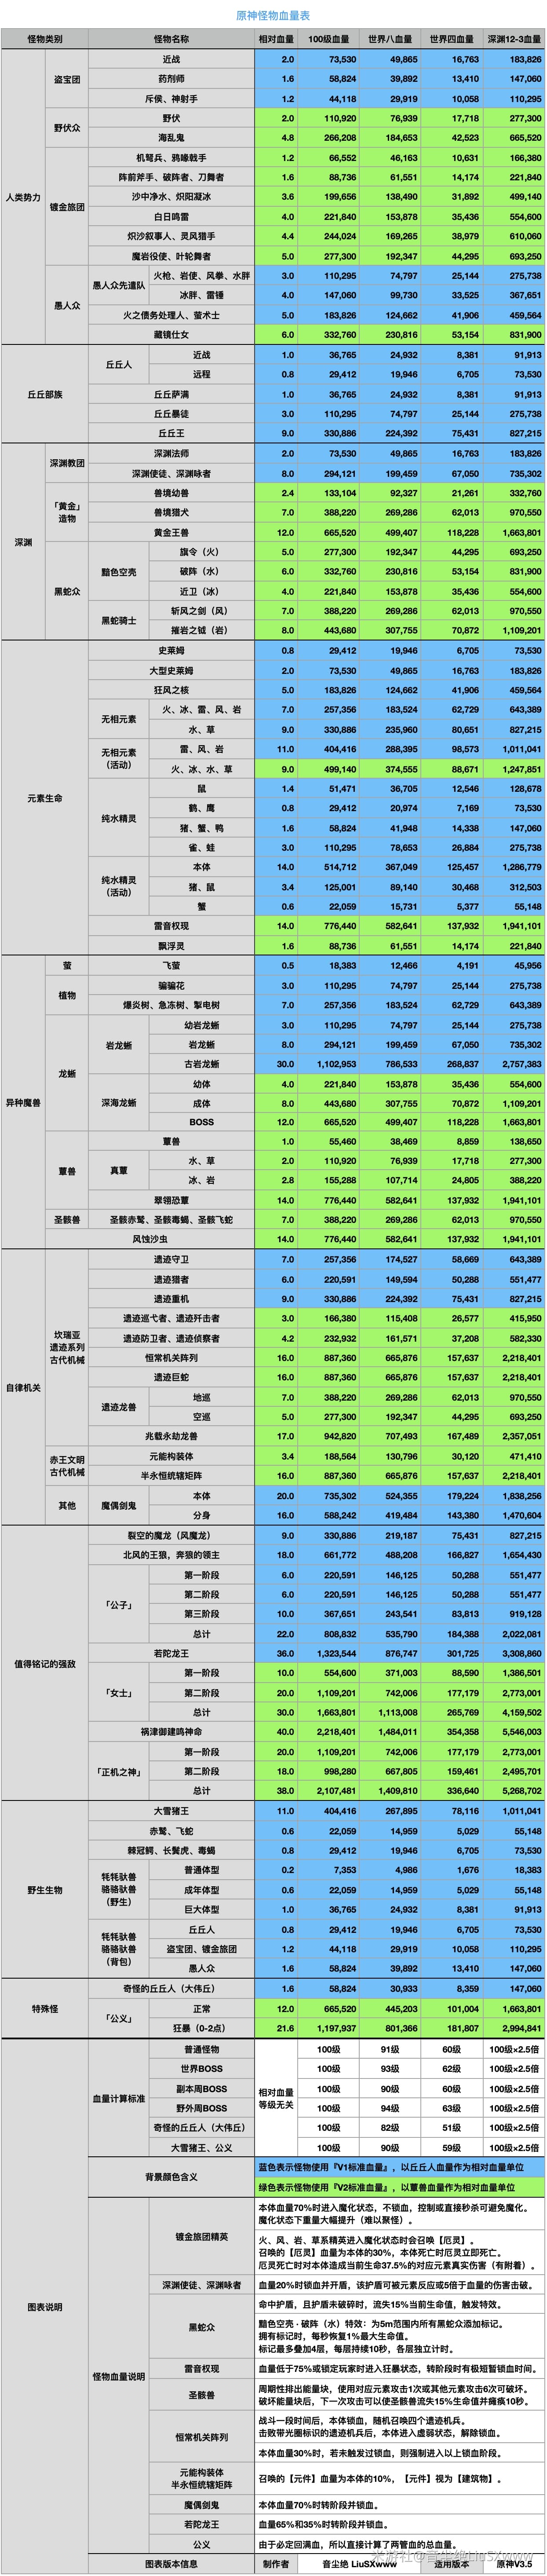 原神怪物血量表
怪物类别 怪物名称 相对血量 100级血量 世界八血量 世界四血量 深渊12-3血量
人类势力 盗宝团 近战 2.0 73,530 49,865 16,763 183,826
药剂师 1.6 58,824 39,892 13,410 147,060
斥侯、神射手 1.2 44,118 29,919 10,058 110,295
野伏众 野伏 2.0 110,920 76,939 17,718 277,300
海乱鬼 4.8 266,208 184,653 42,523 665,520
镀金旅团 机弩兵、鸦喙戟手 1.2 66,552 46,163 10,631 166,380
阵前斧手、破阵者、刀舞者 1.6 88,736 61,551 14,174 221,840
沙中净水、炽阳凝冰 3.6 199,656 138,490 31,892 499,140
白日鸣雷 4.0 221,840 153,878 35,436 554,600
炽沙叙事人、灵风猎手 4.4 244,024 169,265 38,979 610,060
魔岩役使、叶轮舞者 5.0 277,300 192,347 44,295 693,250
愚人众 愚人众先遣队 火枪、岩使、风拳、水胖 3.0 110,295 74,797 25,144 275,738
冰胖、雷锤 4.0 147,060 99,730 33,525 367,651
火之债务处理人、萤术士 5.0 183,826 124,662 41,906 459,564
藏镜仕女 6.0 332,760 230,816 53,154 831,900
丘丘部族 丘丘人 近战 1.0 36,765 24,932 8,381 91,913
远程 0.8 29,412 19,946 6,705 73,530
丘丘萨满 1.0 36,765 24,932 8,381 91,913
丘丘暴徒 3.0 110,295 74,797 25,144 275,738
丘丘王 9.0 330,886 224,392 75,431 827,215
深渊 深渊教团 深渊法师 2.0 73,530 49,865 16,763 183,826
深渊使徒、深渊咏者 8.0 294,121 199,459 67,050 735,302
「黄金」造物 兽境幼兽 2.4 133,104 92,327 21,261 332,760
兽境猎犬 7.0 388,220 269,286 62,013 970,550
黄金王兽 12.0 665,520 499,407 118,228 1,663,801
黑蛇众 黯色空壳 旗令（火） 5.0 277,300 192,347 44,295 693,250
破阵（水） 6.0 332,760 230,816 53,154 831,900
近卫（冰） 4.0 221,840 153,878 35,436 554,600
黑蛇骑士 斩风之剑（风） 7.0 388,220 269,286 62,013 970,550
摧岩之钺（岩） 8.0 443,680 307,755 70,872 1,109,201
元素生命 史莱姆 0.8 29,412 19,946 6,705 73,530
大型史莱姆 2.0 73,530 49,865 16,763 183,826
狂风之核 5.0 183,826 124,662 41,906 459,564
无相元素 火、冰、雷、风、岩 7.0 257,356 183,524 62,729 643,389
水、草 9.0 330,886 235,960 80,651 827,215
无相元素（活动） 雷、风、岩 11.0 404,416 288,395 98,573 1,011,041
火、冰、水、草 9.0 499,140 374,555 88,671 1,247,851
纯水精灵 鼠 1.4 51,471 36,705 12,546 128,678
鹤、鹰 0.8 29,412 20,974 7,169 73,530
猪、蟹、鸭 1.6 58,824 41,948 14,338 147,060
雀、蛙 3.0 110,295 78,653 26,884 275,738
纯水精灵（活动） 本体 14.0 514,712 367,049 125,457 1,286,779
猪、鼠 3.4 125,001 89,140 30,468 312,503
蟹 0.6 22,059 15,731 5,377 55,148
雷音权现 14.0 776,440 582,641 137,932 1,941,101
飘浮灵 1.6 88,736 61,551 14,174 221,840
异种魔兽 萤 飞萤 0.5 18,383 12,466 4,191 45,956
植物 骗骗花 3.0 110,295 74,797 25,144 275,738
爆炎树、急冻树、掣电树 7.0 257,356 183,524 62,729 643,389
龙蜥 岩龙蜥 幼岩龙蜥 3.0 110,295 74,797 25,144 275,738
岩龙蜥 8.0 294,121 199,459 67,050 735,302
古岩龙蜥 30.0 1,102,953 786,533 268,837 2,757,383
深海龙蜥 幼体 4.0 221,840 153,878 35,436 554,600
成体 8.0 443,680 307,755 70,872 1,109,201
BOSS 12.0 665,520 499,407 118,228 1,663,801
蕈兽 蕈兽 1.0 55,460 38,469 8,859 138,650
真蕈 水、草 2.0 110,920 76,939 17,718 277,300
冰、岩 2.8 155,288 107,714 24,805 388,220
翠翎恐蕈 14.0 776,440 582,641 137,932 1,941,101
圣骸兽 圣骸赤鹫、圣骸毒蝎、圣骸飞蛇 7.0 388,220 269,286 62,013 970,550
风蚀沙虫 14.0 776,440 582,641 137,932 1,941,101
自律机关 坎瑞亚遗迹系列古代机械 遗迹守卫 7.0 257,356 174,527 58,669 643,389
遗迹猎者 6.0 220,591 149,594 50,288 551,477
遗迹重机 9.0 330,886 224,392 75,431 827,215
遗迹巡弋者、遗迹歼击者 3.0 166,380 115,408 26,577 415,950
遗迹防卫者、遗迹侦察者 4.2 232,932 161,571 37,208 582,330
恒常机关阵列 16.0 887,360 665,876 157,637 2,218,401
遗迹巨蛇 16.0 887,360 665,876 157,637 2,218,401
遗迹龙兽 地巡 7.0 388,220 269,286 62,013 970,550
空巡 5.0 277,300 192,347 44,295 693,250
兆载永劫龙兽 17.0 942,820 707,493 167,489 2,357,051
赤王文明古代机械 元能构装体 3.4 188,564 130,796 30,120 471,410
半永恒统辖矩阵 16.0 887,360 665,876 157,637 2,218,401
其他 魔偶剑鬼 本体 20.0 735,302 524,355 179,224 1,838,256
分身 16.0 588,242 419,484 143,380 1,470,604
值得铭记的强敌 裂空的魔龙（风魔龙） 9.0 330,886 219,187 75,431 827,215
北风的王狼，奔狼的领主 18.0 661,772 488,208 166,827 1,654,430
「公子」 第一阶段 6.0 220,591 146,125 50,288 551,477
第二阶段 6.0 220,591 146,125 50,288 551,477
第三阶段 10.0 367,651 243,541 83,813 919,128
总计 22.0 808,832 535,790 184,388 2,022,081
若陀龙王 36.0 1,323,544 876,747 301,725 3,308,860
「女士」 第一阶段 10.0 554,600 371,003 88,590 1,386,501
第二阶段 20.0 1,109,201 742,006 177,179 2,773,001
总计 30.0 1,663,801 1,113,008 265,769 4,159,502
祸津御建鸣神命 40.0 2,218,401 1,484,011 354,358 5,546,003
「正机之神」 第一阶段 20.0 1,109,201 742,006 177,179 2,773,001
第二阶段 18.0 998,280 667,805 159,461 2,495,701
总计 38.0 2,107,481 1,409,810 336,640 5,268,702
野生生物 大雪猪王 11.0 404,416 267,895 78,116 1,011,041
赤鹫、飞蛇 0.6 22,059 14,959 5,029 55,148
棘冠鳄、长鬓虎、毒蝎 0.8 29,412 19,946 6,705 73,530
牦牦驮兽骆骆驮兽（野生） 普通体型 0.2 7,353 4,986 1,676 18,383
成年体型 0.6 22,059 14,959 5,029 55,148
巨大体型 1.0 36,765 24,932 8,381 91,913
牦牦驮兽骆骆驮兽（背包） 丘丘人 0.8 29,412 19,946 6,705 73,530
盗宝团、镀金旅团 1.2 44,118 29,919 10,058 110,295
愚人众 1.6 58,824 39,892 13,410 147,060
特殊怪 奇怪的丘丘人（大伟丘） 1.6 58,824 30,933 8,359 147,060
「公义」 正常 12.0 665,520 445,203 101,004 1,663,801
狂暴（0-2点） 21.6 1,197,937 801,366 181,807 2,994,841
图表说明 血量计算标准 普通怪物 相对血量等级无关 100级 91级 60级 100级×2.5倍
世界BOSS 100级 93级 62级 100级×2.5倍
副本周BOSS 100级 90级 60级 100级×2.5倍
野外周BOSS 100级 94级 63级 100级×2.5倍
奇怪的丘丘人（大伟丘） 100级 82级 51级 100级×2.5倍
大雪猪王、公义 100级 90级 59级 100级×2.5倍
背景颜色含义 蓝色表示怪物使用『V1标准血量』，以丘丘人血量作为相对血量单位
绿色表示怪物使用『V2标准血量』，以蕈兽血量作为相对血量单位
怪物血量说明 镀金旅团精英 本体血量70%时进入魔化状态，不锁血，控制或直接秒杀可避免魔化。
魔化状态下重量大幅提升（难以聚怪）。
火、风、岩、草系精英进入魔化状态时会召唤【厄灵】。
召唤的【厄灵】血量为本体的30%，本体死亡时厄灵立即死亡。
厄灵死亡时对本体造成当前生命37.5%的对应元素真实伤害（有附着）。
深渊使徒、深渊咏者 血量20%时锁血并开盾，该护盾可被元素反应或5倍于血量的伤害击破。
黑蛇众 命中护盾，且护盾未破碎时，流失15%当前生命值，触发特效。
黯色空壳 · 破阵（水）特效：为5m范围内所有黑蛇众添加标记。
拥有标记时，每秒恢复1%最大生命值。
标记最多叠加4层，每层持续10秒，各层独立计时。
雷音权现 血量低于75%或锁定玩家时进入狂暴状态，转阶段时有极短暂锁血时间。
圣骸兽 周期性排出能量块，使用对应元素攻击1次或其他元素攻击6次可破坏。
破坏能量块后，下一次攻击可以使圣骸兽流失15%生命值并瘫痪10秒。
恒常机关阵列 战斗一段时间后，本体锁血，随机召唤四个遗迹机兵。
击败带光圈标识的遗迹机兵后，本体进入虚弱状态，解除锁血。
本体血量30%时，若未触发过锁血，则强制进入以上锁血阶段。
元能构装体
半永恒统辖矩阵 召唤的【元件】血量为本体的10%，【元件】视为【建筑物】。
魔偶剑鬼 本体血量70%时转阶段并锁血。
若陀龙王 血量65%和35%时转阶段并锁血。
公义 由于必定回满血，所以直接计算了两管血的总血量。
图表版本信息 制作者 音尘绝 LiuSXwww 适用版本 原神V3.5
米游社@音尘绝LiuSXwww